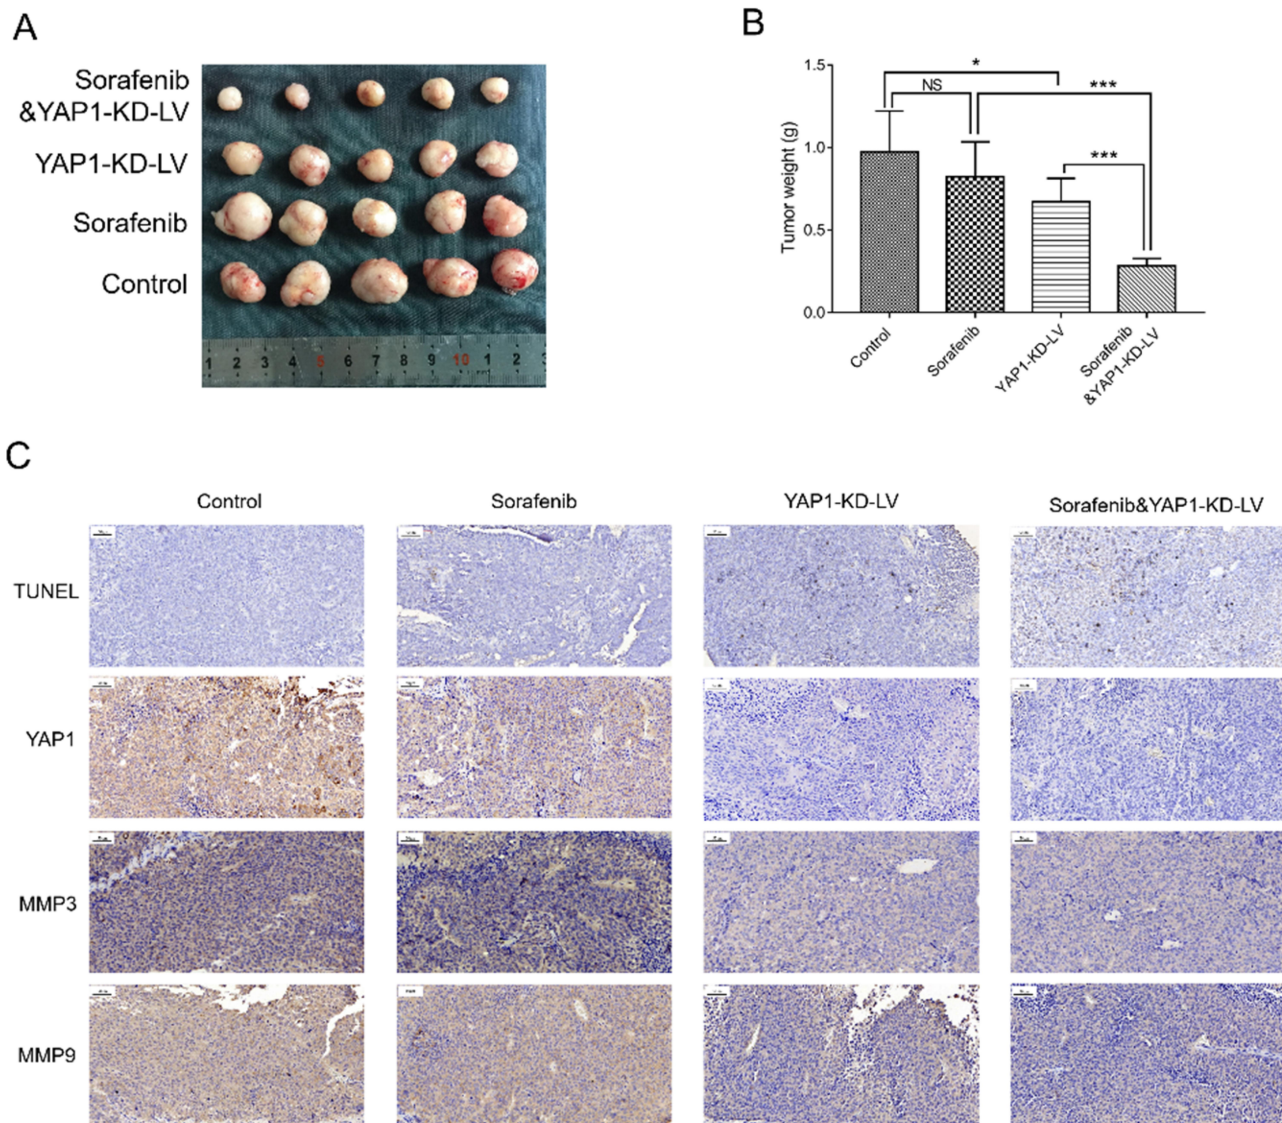 A
Sorafenib
&YAP1-KD-LV
YAP1-KD-LV
Sorafenib
Control
1 2 3 4 5 6 7 8 9 10 1 2 3
B
Tumor weight (g)
1.5
1.0
0.5
0.0
*
NS
***
***
Control
Sorafenib
YAP1-KD-LV
Sorafenib
&YAP1-KD-LV
C
Control
Sorafenib
YAP1-KD-LV
Sorafenib&YAP1-KD-LV
TUNEL
YAP1
MMP3
MMP9